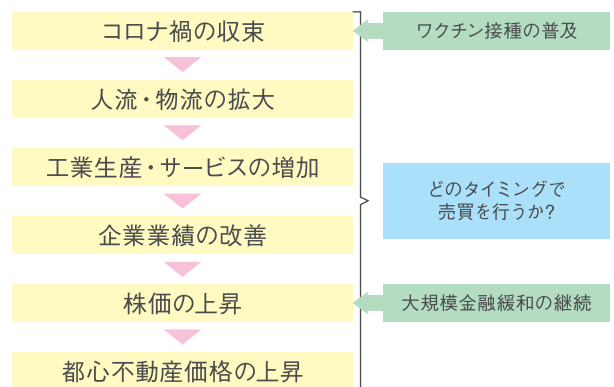 コロナ禍の収束
ワクチン接種の普及
人流・物流の拡大
工業生産・サービスの増加
どのタイミングで
売買を行うか?
企業業績の改善
株価の上昇
大規模金融緩和の継続
都心不動産価格の上昇